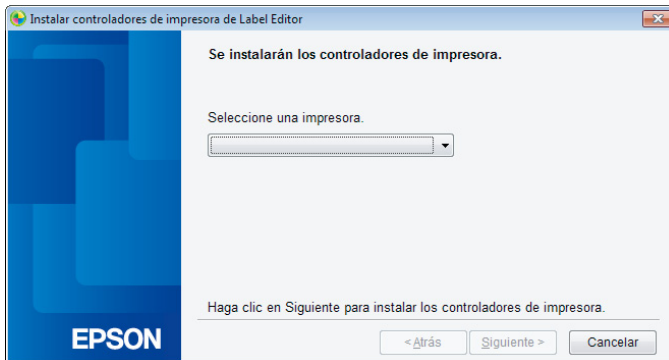 Instalar controladores de impresora de Label Editor
Se instalarán los controladores de impresora.
Seleccione una impresora.
Haga clic en Siguiente para instalar los controladores de impresora.
EPSON
< Atrás
Siguiente >
Cancelar